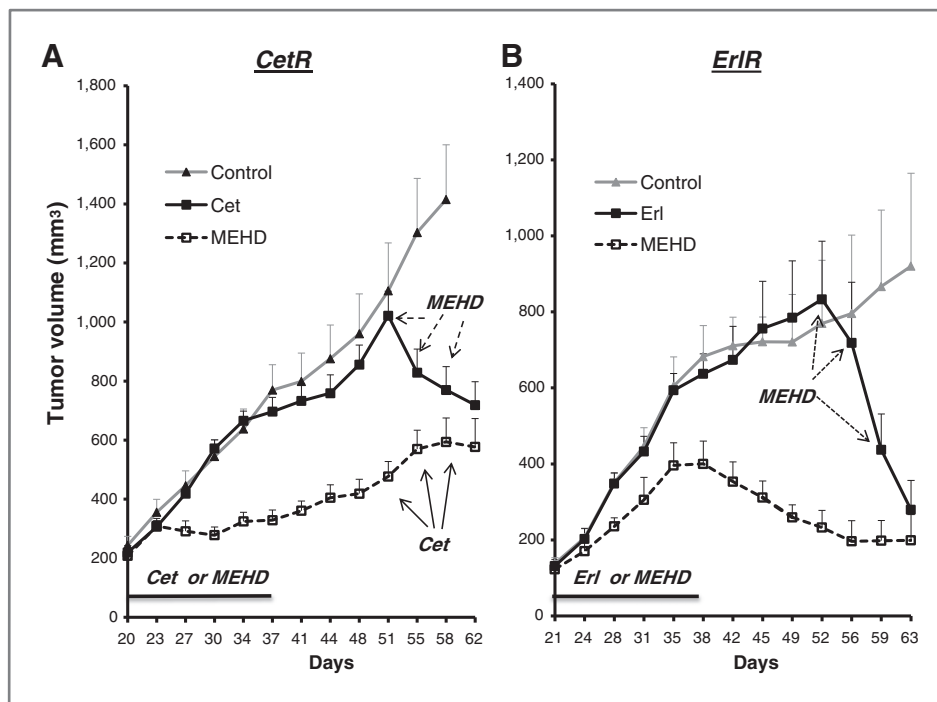 A
CetR
1,800
1,600
1,400
1,200
1,000
800
600
400
200
0
Tumor volume (mm3)
Control
Cet
MEHD
MEHD
Cet
Cet or MEHD
20 23 27 30 34 37 41 44 48 51 55 58 62
Days
B
ErlR
1,400
1,200
1,000
800
600
400
200
0
Control
Erl
MEHD
MEHD
Erl or MEHD
21 24 28 31 35 38 42 45 49 52 56 59 63
Days